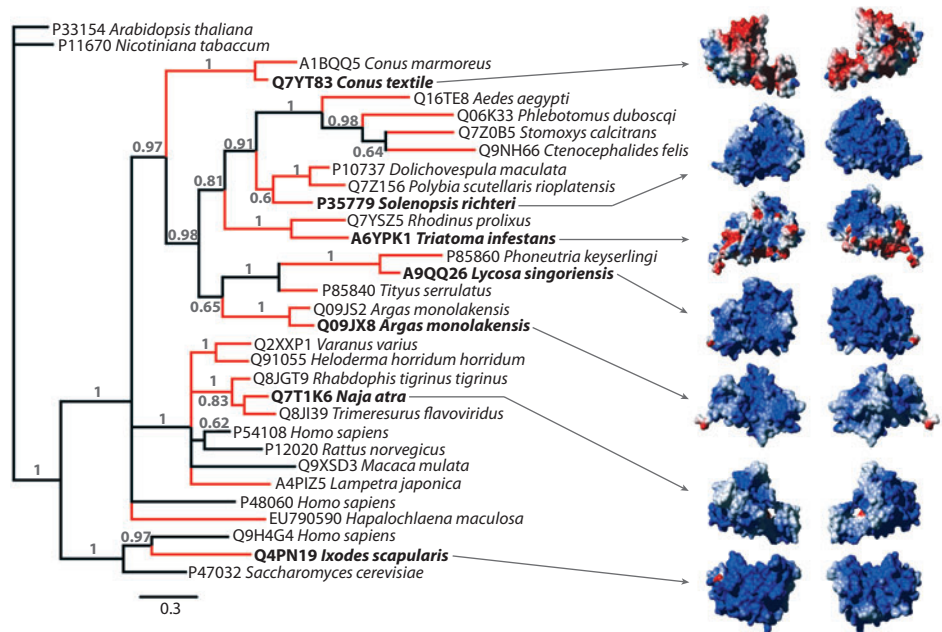 P33154 Arabidopsis thaliana
P11670 Nicotiniana tabaccum
1
A1BQQ5 Conus marmoreus
Q7YT83 Conus textile
Q16TE8 Aedes aegypti
1
Q06K33 Phlebotomus duboscqi
0.98
Q7Z0B5 Stomoxys calcitrans
0.97
0.91
0.64
Q9NH66 Ctenocephalides felis
P10737 Dolichovespula maculata
1
0.81
Q7Z156 Polybia scutellaris rioplatensis
0.6
P35779 Solenopsis richteri
Q7YSZ5 Rhodinus prolixus
1
0.98
A6YPK1 Triatoma infestans
P85860 Phoneutria keyserlingi
1
1
A9QQ26 Lycosa singoriensis
P85840 Tityus serrulatus
0.65
Q09JS2 Argas monolakensis
1
Q09JX8 Argas monolakensis
Q2XXP1 Varanus varius
1
Q91055 Heloderma horridum horridum
Q8JGT9 Rhabdophis tigrinus tigrinus
1
1
0.83
Q7T1K6 Naja atra
Q8JI39 Trimeresurus flavoviridus
1
0.62
P54108 Homo sapiens
P12020 Rattus norvegicus
Q9XSD3 Macaca mulata
1
A4PIZ5 Lampetra japonica
P48060 Homo sapiens
EU790590 Hapalochlaena maculosa
0.97
Q9H4G4 Homo sapiens
1
Q4PN19 Ixodes scapularis
P47032 Saccharomyces cerevisiae
0.3